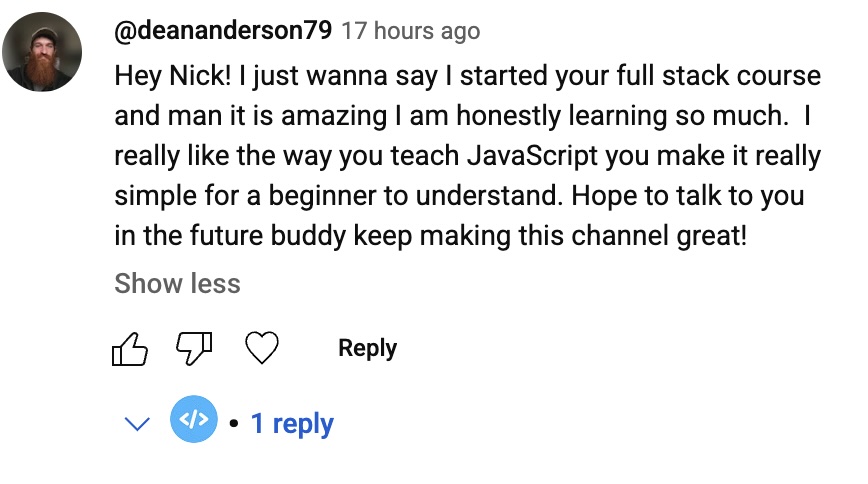 @deananderson79 17 hours ago
Hey Nick! I just wanna say I started your full stack course
and man it is amazing I am honestly learning so much.  I
really like the way you teach JavaScript you make it really
simple for a beginner to understand. Hope to talk to you
in the future buddy keep making this channel great!
Show less
Reply
</> • 1 reply